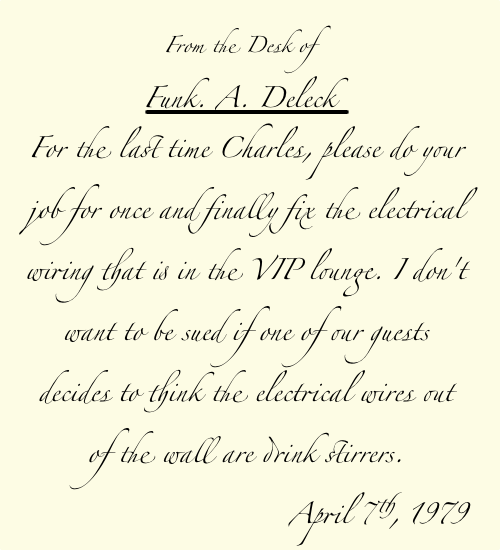 From the Desk of
Funk. A. Deleck
For the last time Charles, please do your
job for once and finally fix the electrical
wiring that is in the VIP lounge. I don't
want to be sued if one of our guests
decides to think the electrical wires out
of the wall are drink stirrers.
April 7th, 1979